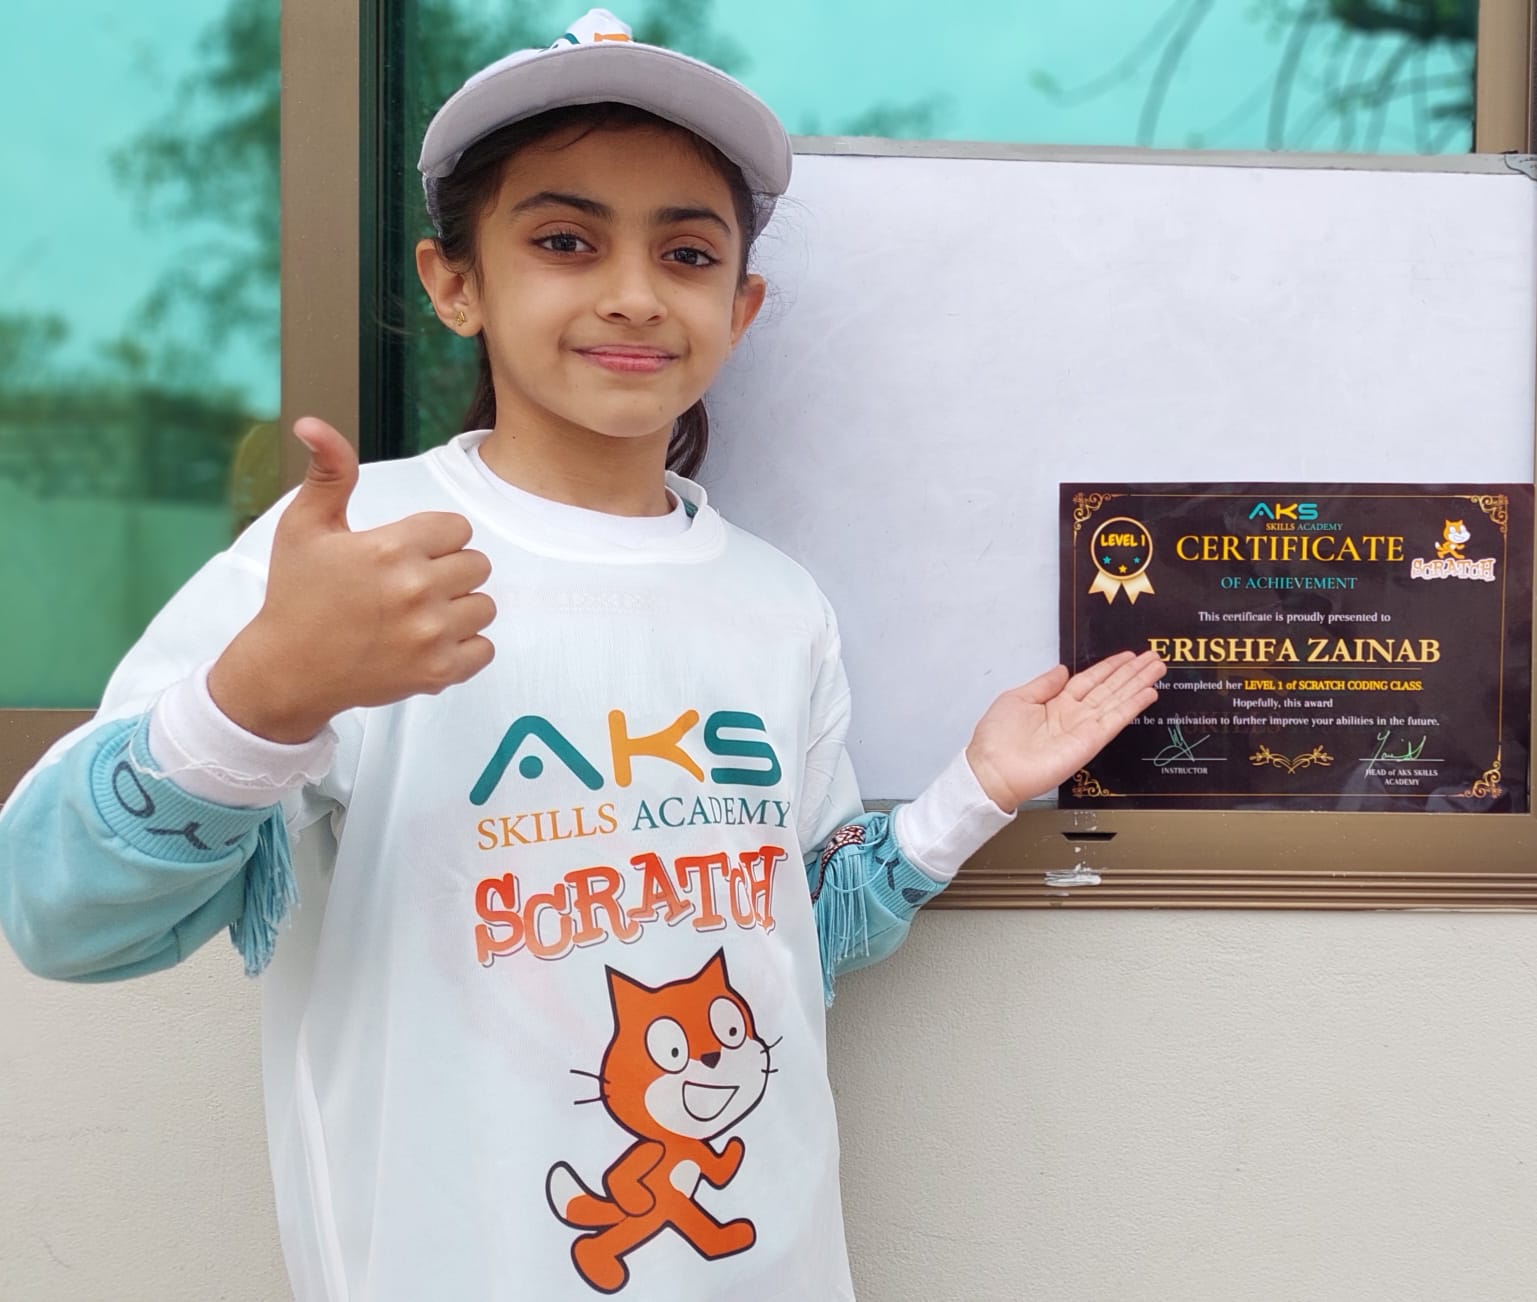 AKS
SKILLS ACADEMY
SCRATCH
AKS
SKILLS ACADEMY
LEVEL 1
CERTIFICATE
SCRATCH
OF ACHIEVEMENT
This certificate is proudly presented to
ERISHFA ZAINAB
she completed her LEVEL 1 of SCRATCH CODING CLASS.
Hopefully, this award
be a motivation to further improve your abilities in the future.
INSTRUCTOR
HEAD of AKS SKILLS
ACADEMY